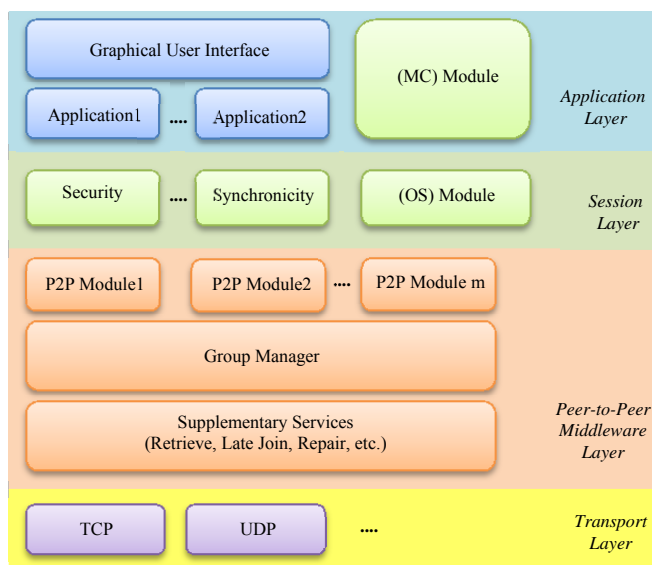 Graphical User Interface
(MC) Module
Application1
....
Application2
Application
Layer
Security
....
Synchronicity
(OS) Module
Session
Layer
P2P Module1
P2P Module2
....
P2P Module m
Group Manager
Supplementary Services
(Retrieve, Late Join, Repair, etc.)
Peer-to-Peer
Middleware
Layer
TCP
UDP
....
Transport
Layer